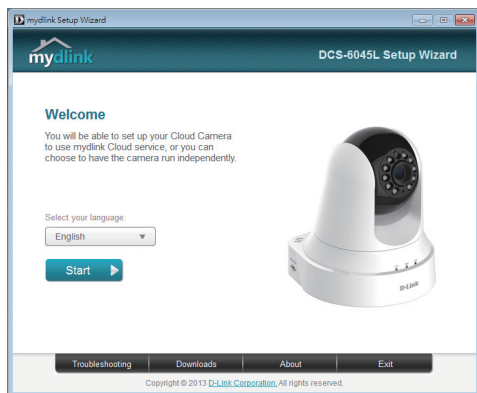 mydlink Setup Wizard
mydlink
DCS-6045L Setup Wizard
Welcome
You will be able to set up your Cloud Camera
to use mydlink Cloud service, or you can
choose to have the camera run independently.
Select your language:
English
Start
D-Link
Troubleshooting Downloads About Exit
Copyright © 2013 D-Link Corporation. All rights reserved.